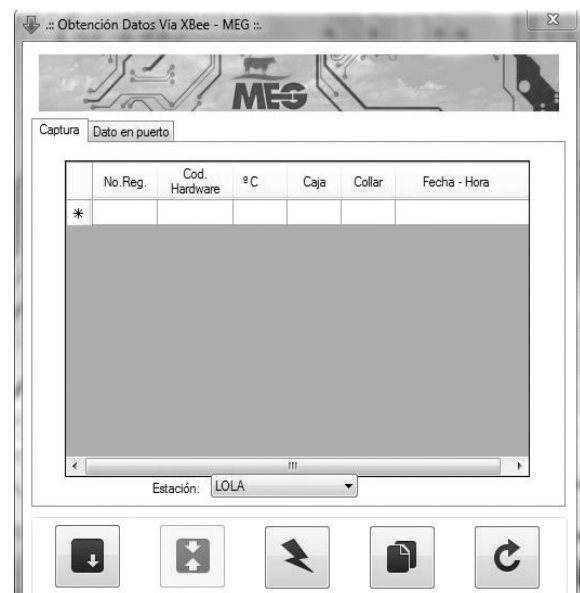 .:: Obtención Datos Vía XBee - MEG ::.
MEG
Captura Dato en puerto
No.Reg. Cod. Hardware ºC Caja Collar Fecha - Hora
*
Estación: LOLA